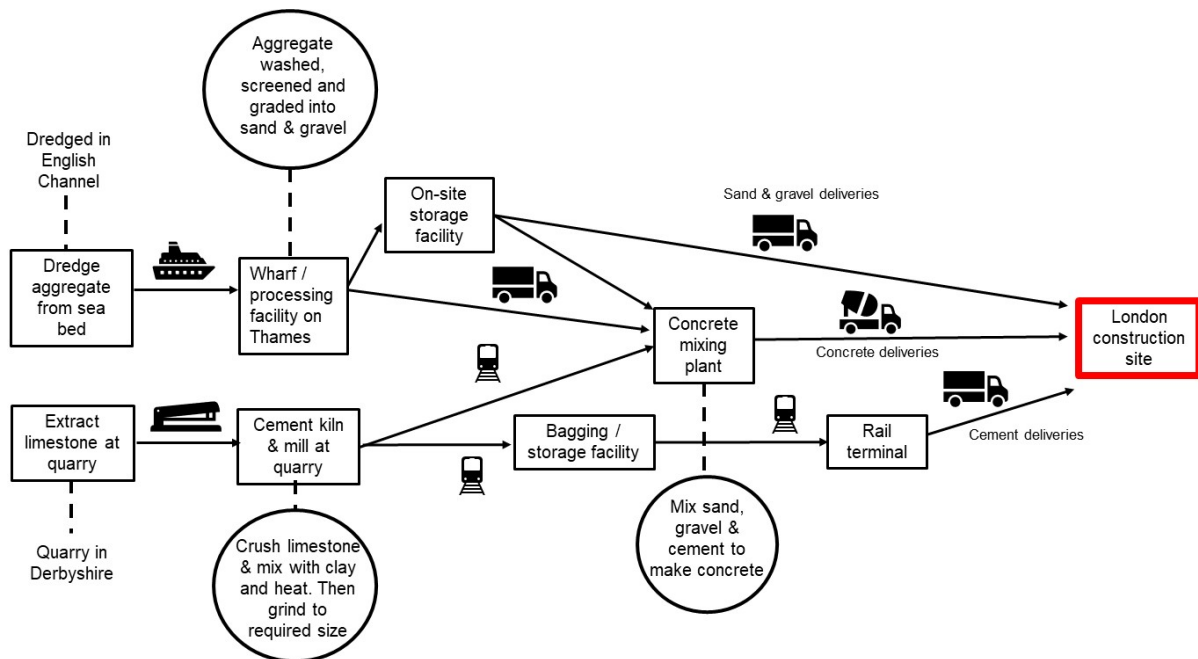 Aggregate
washed,
screened and
graded into
sand & gravel
Dredged in
English
Channel
On-site
storage
facility
Sand & gravel deliveries
Dredge
aggregate
from sea
bed
Wharf /
processing
facility on
Thames
Concrete
mixing
plant
Concrete deliveries
London
construction
site
Extract
limestone at
quarry
Cement kiln
& mill at
quarry
Bagging /
storage facility
Rail
terminal
Cement deliveries
Quarry in
Derbyshire
Crush limestone
& mix with clay
and heat. Then
grind to
required size
Mix sand,
gravel &
cement to
make concrete